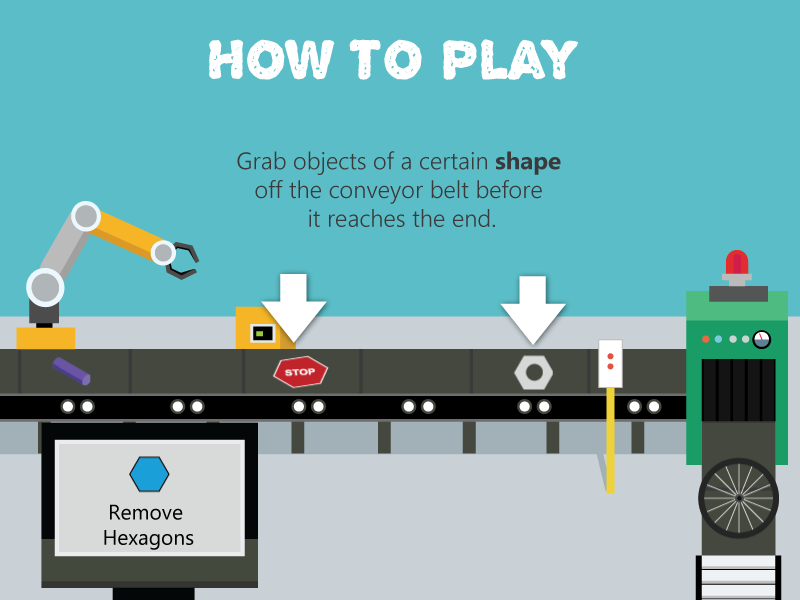 HOW TO PLAY
Grab objects of a certain shape
off the conveyor belt before
it reaches the end.
STOP
Remove
Hexagons